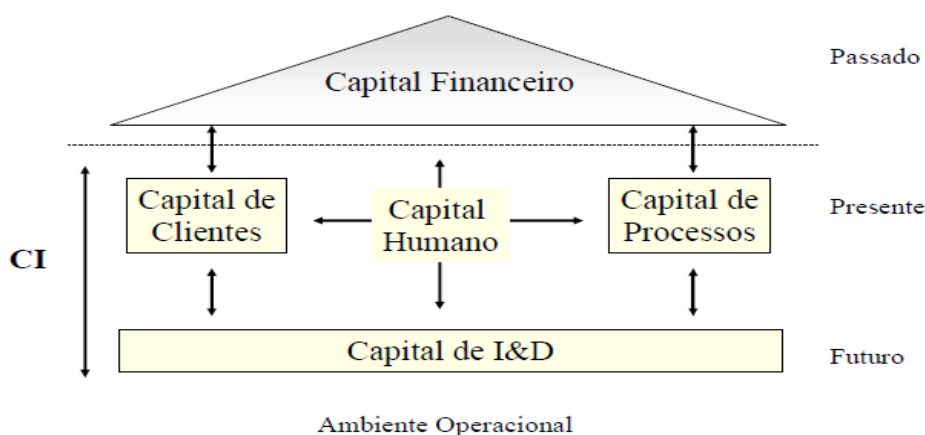 Passado
Capital Financeiro
Capital de
Clientes
Capital
Humano
Capital de
Processos
Presente
CI
Capital de I&D
Futuro
Ambiente Operacional